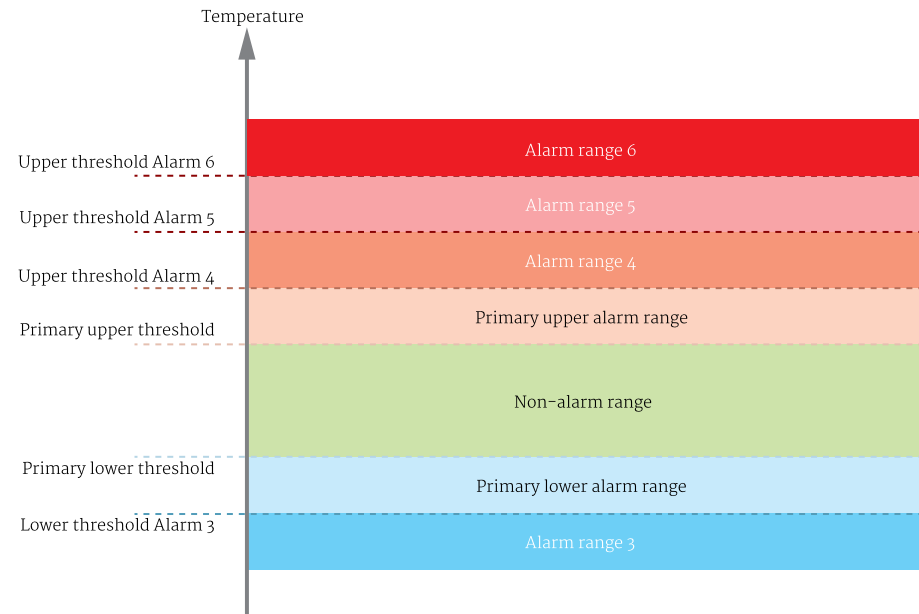 Temperature
Alarm range 6
Upper threshold Alarm 6
Alarm range 5
Upper threshold Alarm 5
Alarm range 4
Upper threshold Alarm 4
Primary upper alarm range
Primary upper threshold
Non-alarm range
Primary lower threshold
Primary lower alarm range
Lower threshold Alarm 3
Alarm range 3